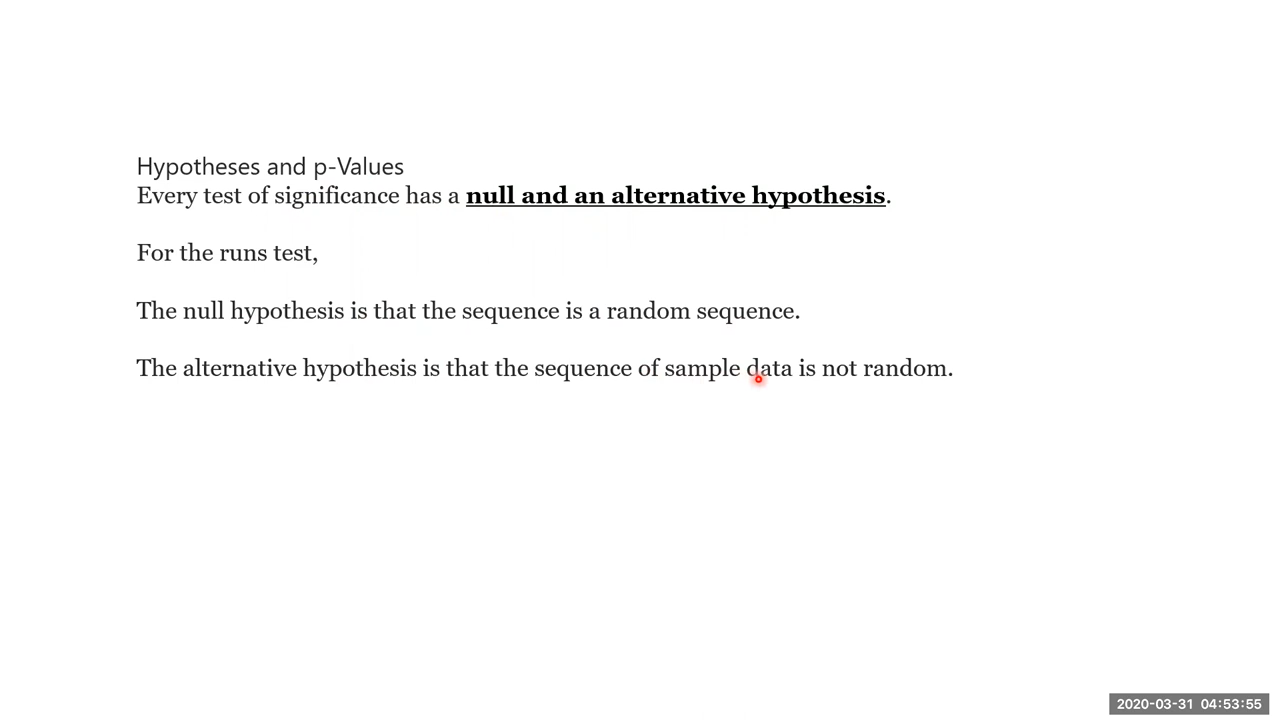 Hypotheses and p-Values
Every test of significance has a null and an alternative hypothesis.
For the runs test,
The null hypothesis is that the sequence is a random sequence.
The alternative hypothesis is that the sequence of sample data is not random.
2020-03-31 04:53:55